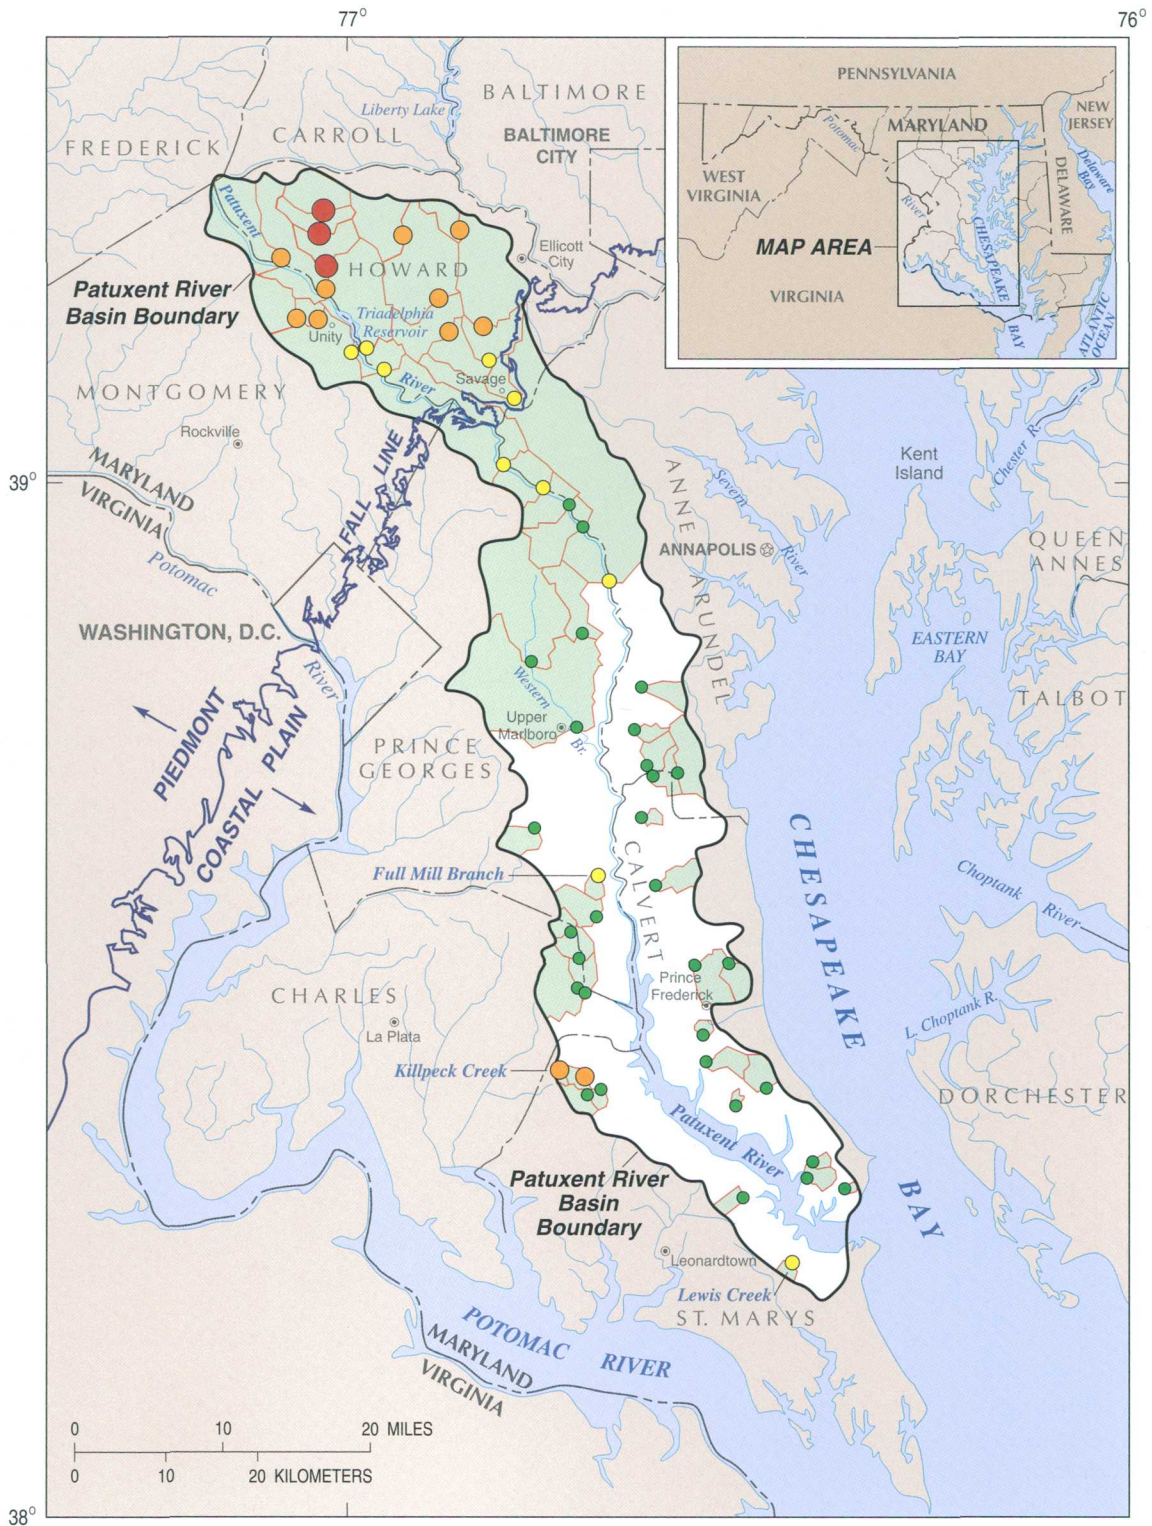 77°
76°
PENNSYLVANIA
NEW
JERSEY
MARYLAND
Potomac
River
WEST
VIRGINIA
DELAWARE
Delaware
Bay
MAP AREA
CHESAPEAKE
BAY
VIRGINIA
ATLANTIC
OCEAN
BALTIMORE
Liberty Lake
CARROLL
BALTIMORE
CITY
FREDERICK
Patuxent
Ellicott
City
HOWARD
Patuxent River
Basin Boundary
Triadelphia
Reservoir
Unity
Savage
River
MONTGOMERY
Rockville
FALL LINE
MARYLAND
VIRGINIA
39°
Kent
Island
Chester R.
Severn
River
ANNE ARUNDEL
ANNAPOLIS
QUEEN
ANNES
Potomac
River
WASHINGTON, D.C.
EASTERN
BAY
TALBOT
Western
Br.
Upper
Marlboro
PIEDMONT
COASTAL PLAIN
PRINCE
GEORGES
CHESAPEAKE
BAY
Full Mill Branch
CALVERT
Choptank
River
Prince
Frederick
CHARLES
La Plata
L. Choptank R.
Killpeck Creek
DORCHESTER
Patuxent River
Patuxent River
Basin
Boundary
Leonardtown
Lewis Creek
ST. MARYS
POTOMAC RIVER
MARYLAND
VIRGINIA
0 10 20 MILES
0 10 20 KILOMETERS
38°